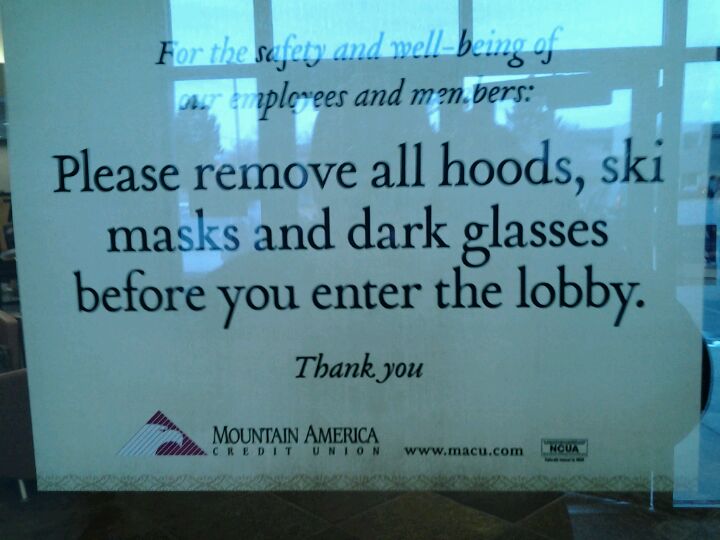 For the safety and well-being of
our employees and members:
Please remove all hoods, ski
masks and dark glasses
before you enter the lobby.
Thank you
MOUNTAIN AMERICA
CREDIT UNION
www.macu.com
NCUA